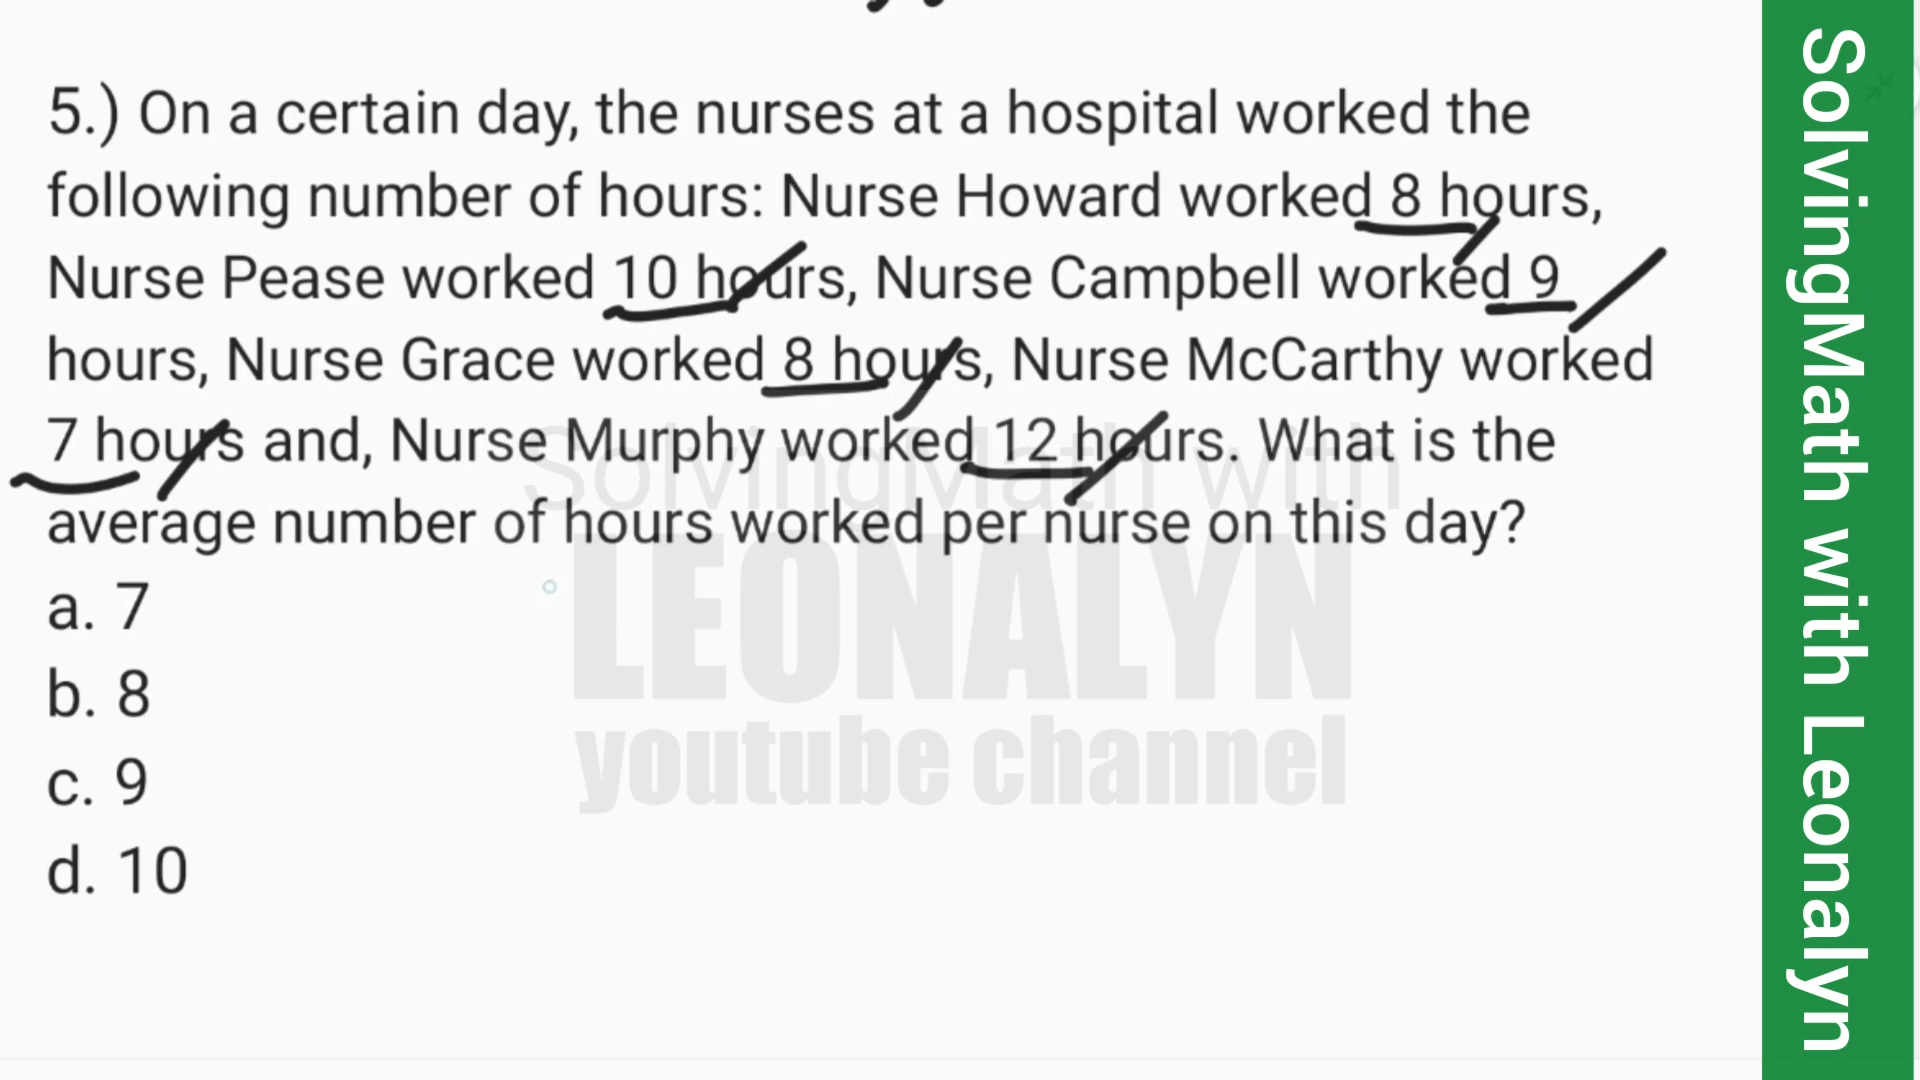 5.) On a certain day, the nurses at a hospital worked the
following number of hours: Nurse Howard worked 8 hours,
Nurse Pease worked 10 hours, Nurse Campbell worked 9
hours, Nurse Grace worked 8 hours, Nurse McCarthy worked
7 hours and, Nurse Murphy worked 12 hours. What is the
average number of hours worked per nurse on this day?
a. 7
b. 8
c. 9
d. 10
SolvingMath with
LEONALYN
youtube channel
SolvingMath with Leonalyn